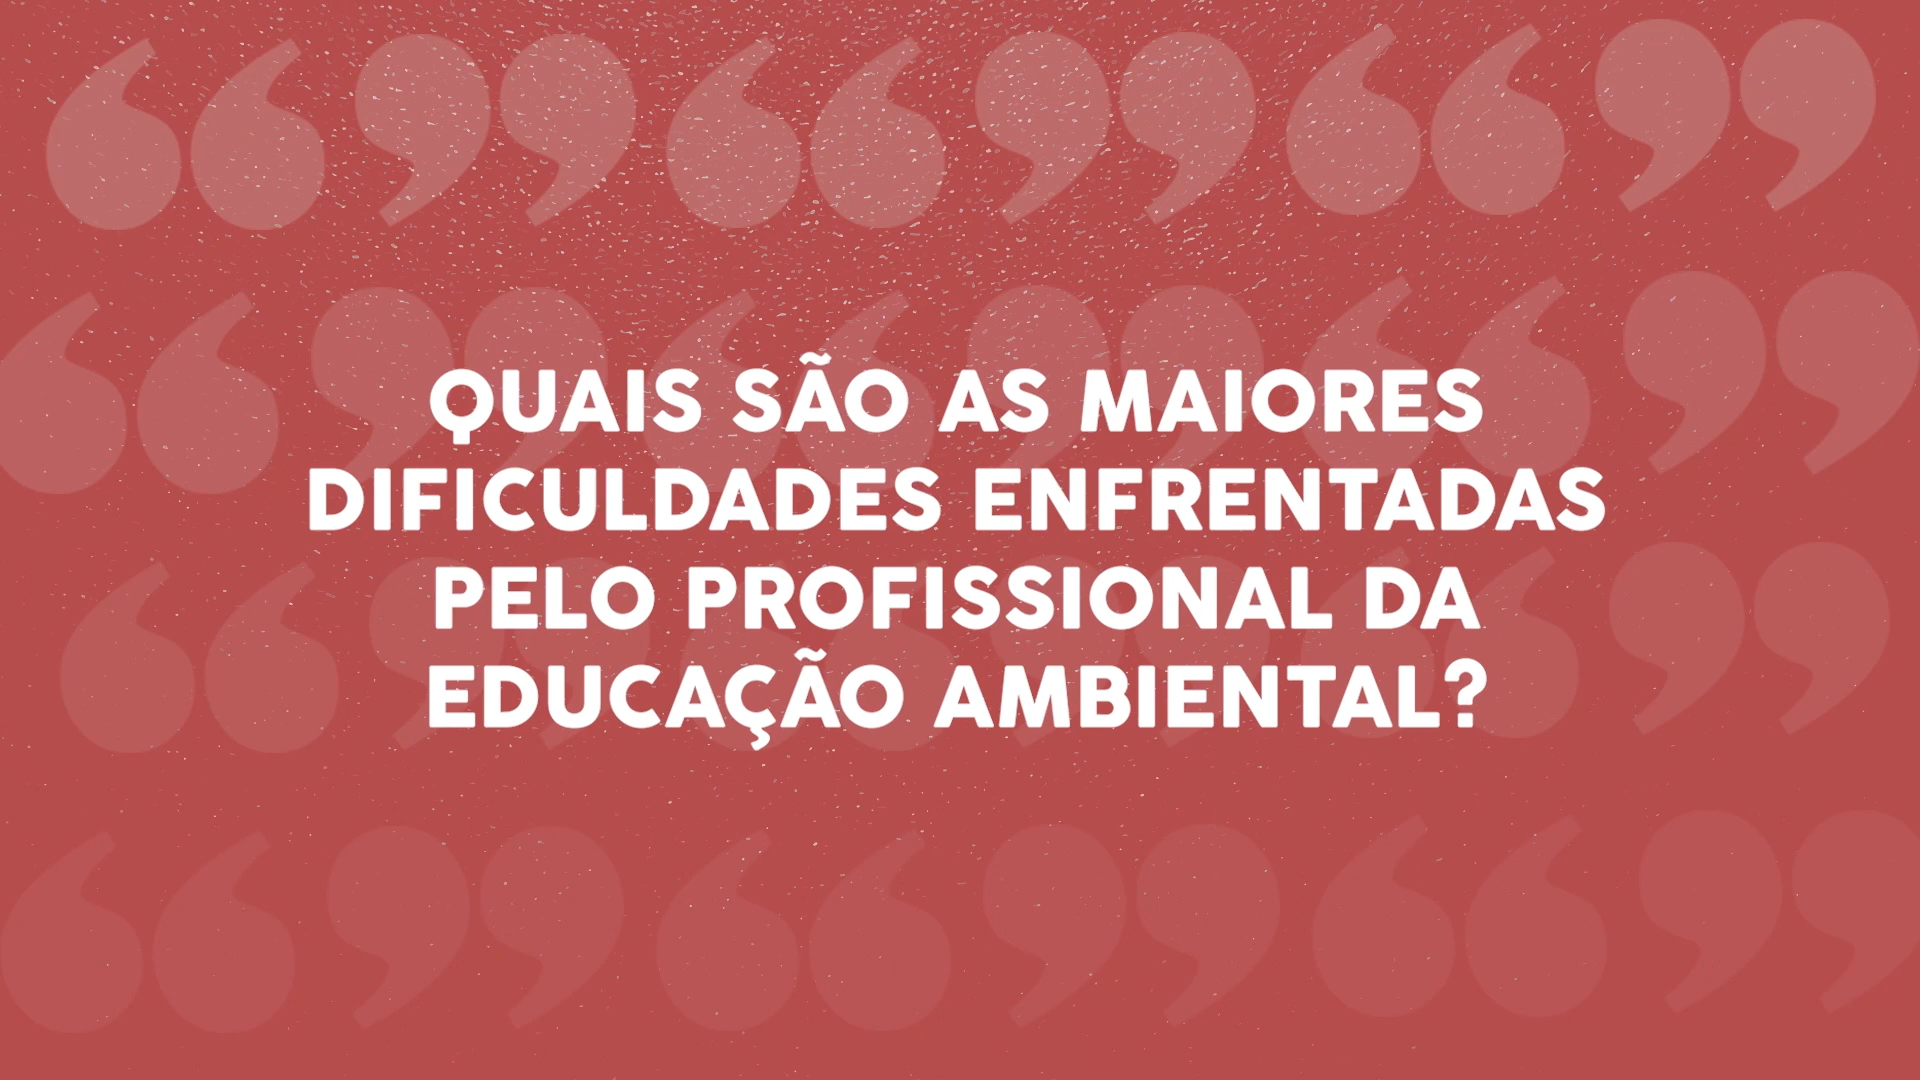 QUAIS SÃO AS MAIORES
DIFICULDADES ENFRENTADAS
PELO PROFISSIONAL DA
EDUCAÇÃO AMBIENTAL?